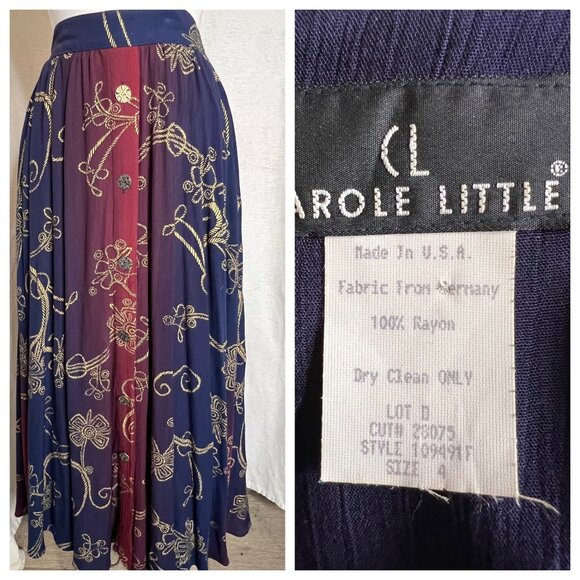 CL
AROLE LITTLE®
Made In U.S.A.
Fabric From Germany
100% Rayon
Dry Clean ONLY
LOT D
CUT# 28075
STYLE 109491F
SIZE 4